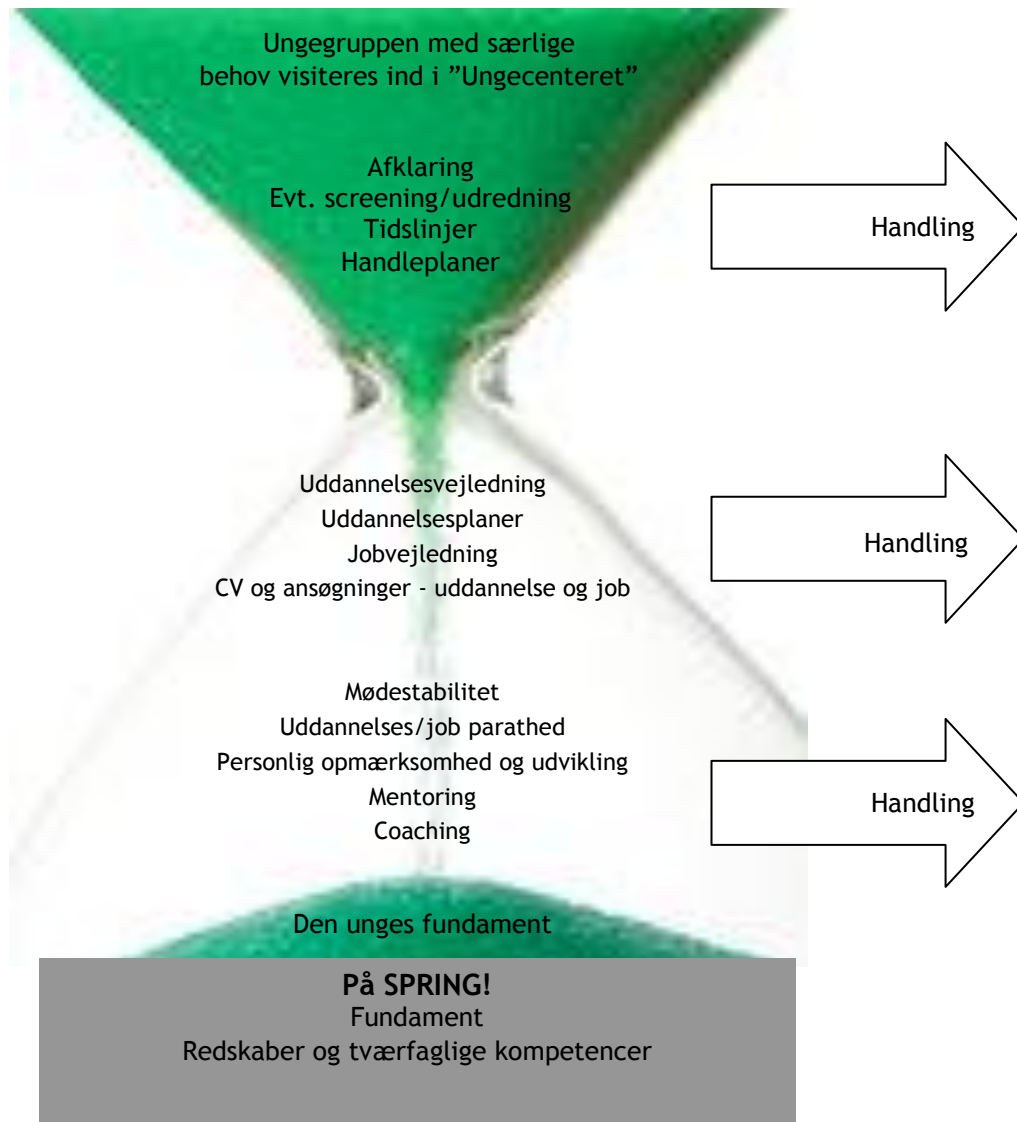 Ungegruppen med særlige
behov visiteres ind i ”Ungecenteret”
Afklaring
Evt. screening/udredning
Tidslinjer
Handleplaner
Handling
Uddannelsesvejledning
Uddannelsesplaner
Jobvejledning
CV og ansøgninger - uddannelse og job
Handling
Mødestabilitet
Uddannelses/job parathed
Personlig opmærksomhed og udvikling
Mentoring
Coaching
Handling
Den unges fundament
På SPRING!
Fundament
Redskaber og tværfaglige kompetencer